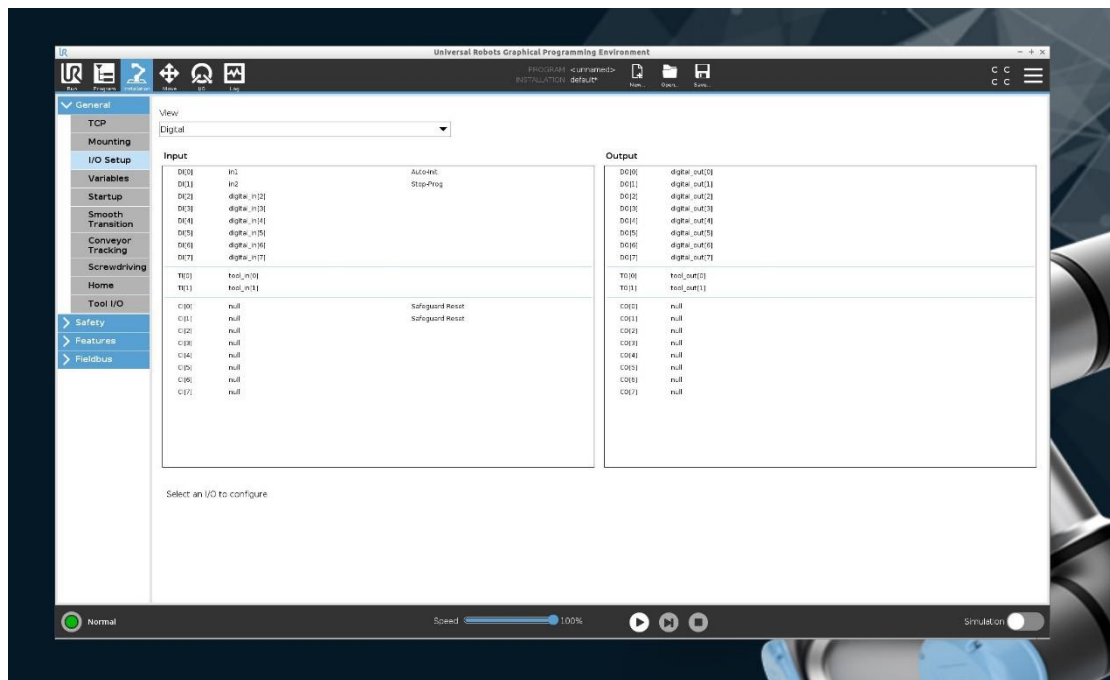 UR
Universal Robots Graphical Programming Environment
Run Program Installation Move I/O Log
PROGRAM <unnamed>
INSTALLATION default*
New... Open... Save...
C C
C C
General
TCP
Mounting
I/O Setup
Variables
Startup
Smooth
Transition
Conveyor
Tracking
Screwdriving
Home
Tool I/O
Safety
Features
Fieldbus
View
Digital
Input
DI[0] in1 Auto-Init
DI[1] in2 Stop-Prog
DI[2] digital_in[2]
DI[3] digital_in[3]
DI[4] digital_in[4]
DI[5] digital_in[5]
DI[6] digital_in[6]
DI[7] digital_in[7]
TI[0] tool_in[0]
TI[1] tool_in[1]
CI[0] null Safeguard Reset
CI[1] null Safeguard Reset
CI[2] null
CI[3] null
CI[4] null
CI[5] null
CI[6] null
CI[7] null
Output
DO[0] digital_out[0]
DO[1] digital_out[1]
DO[2] digital_out[2]
DO[3] digital_out[3]
DO[4] digital_out[4]
DO[5] digital_out[5]
DO[6] digital_out[6]
DO[7] digital_out[7]
TO[0] tool_out[0]
TO[1] tool_out[1]
CO[0] null
CO[1] null
CO[2] null
CO[3] null
CO[4] null
CO[5] null
CO[6] null
CO[7] null
Select an I/O to configure
Normal
Speed 100%
Simulation